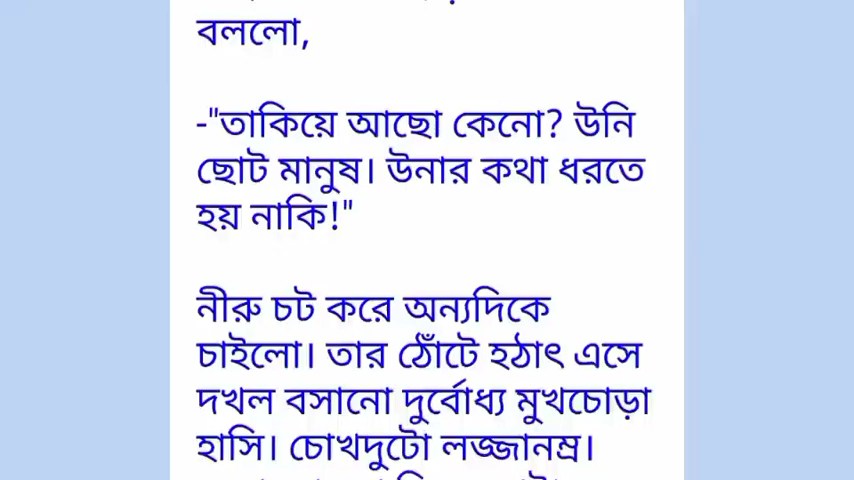 বললো,
-"তাকিয়ে আছো কেনো? উনি
ছোট মানুষ। উনার কথা ধরতে
হয় নাকি!"
নীরু চট করে অন্যদিকে
চাইলো। তার ঠোঁটে হঠাৎ এসে
দখল বসানো দুর্বোধ্য মুখচোড়া
হাসি। চোখদুটো লজ্জানম্র।